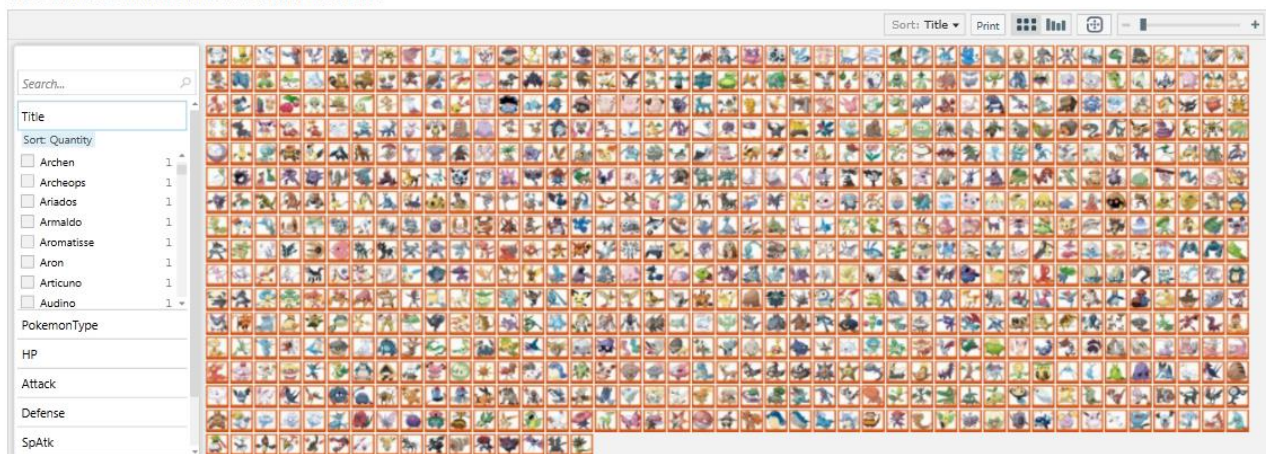 Sort: Title ▾ Print
− +
Search...
Title
Sort: Quantity
Archen 1
Archeops 1
Ariados 1
Armaldo 1
Aromatisse 1
Aron 1
Articuno 1
Audino 1
PokemonType
HP
Attack
Defense
SpAtk